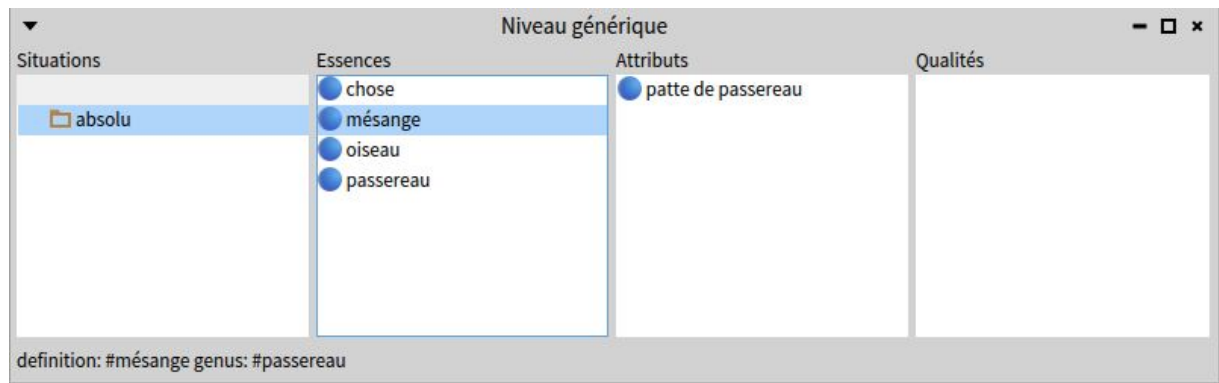 Niveau générique
Situations Essences Attributs Qualités
chose patte de passereau
absolu mésange
oiseau
passereau
definition: #mésange genus: #passereau